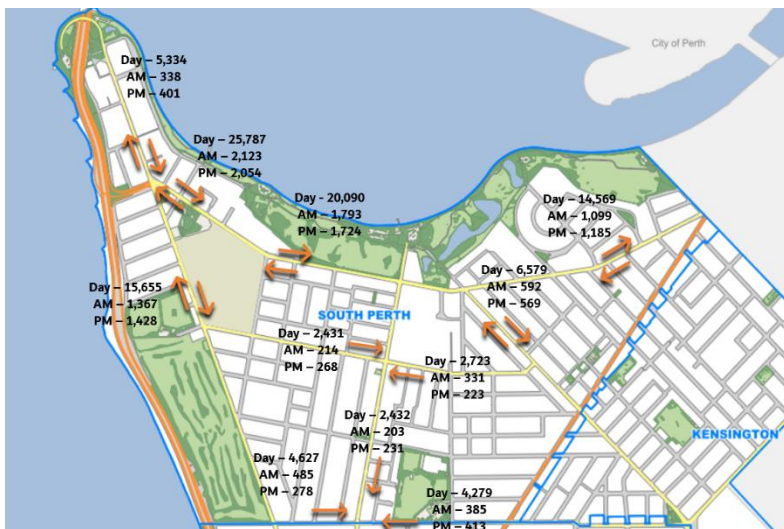 City of Perth
Day – 5,334
AM – 338
PM – 401
Day – 25,787
AM – 2,123
PM – 2,054
Day - 20,090
AM – 1,793
PM – 1,724
Day – 14,569
AM – 1,099
PM – 1,185
Day – 6,579
AM – 592
PM – 569
Day – 15,655
AM – 1,367
PM – 1,428
SOUTH PERTH
Day – 2,431
AM – 214
PM – 268
Day – 2,723
AM – 331
PM – 223
Day – 2,432
AM – 203
PM – 231
KENSINGTON
Day – 4,627
AM – 485
PM – 278
Day – 4,279
AM – 385
PM – 413